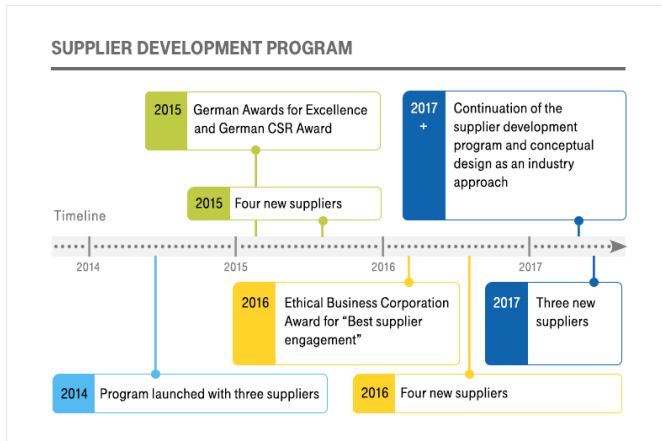 SUPPLIER DEVELOPMENT PROGRAM
2015
German Awards for Excellence
and German CSR Award
2017
+
Continuation of the
supplier development
program and conceptual
design as an industry
approach
2015
Four new suppliers
Timeline
2014
2015
2016
2017
2016
Ethical Business Corporation
Award for “Best supplier
engagement”
2017
Three new
suppliers
2014
Program launched with three suppliers
2016
Four new suppliers